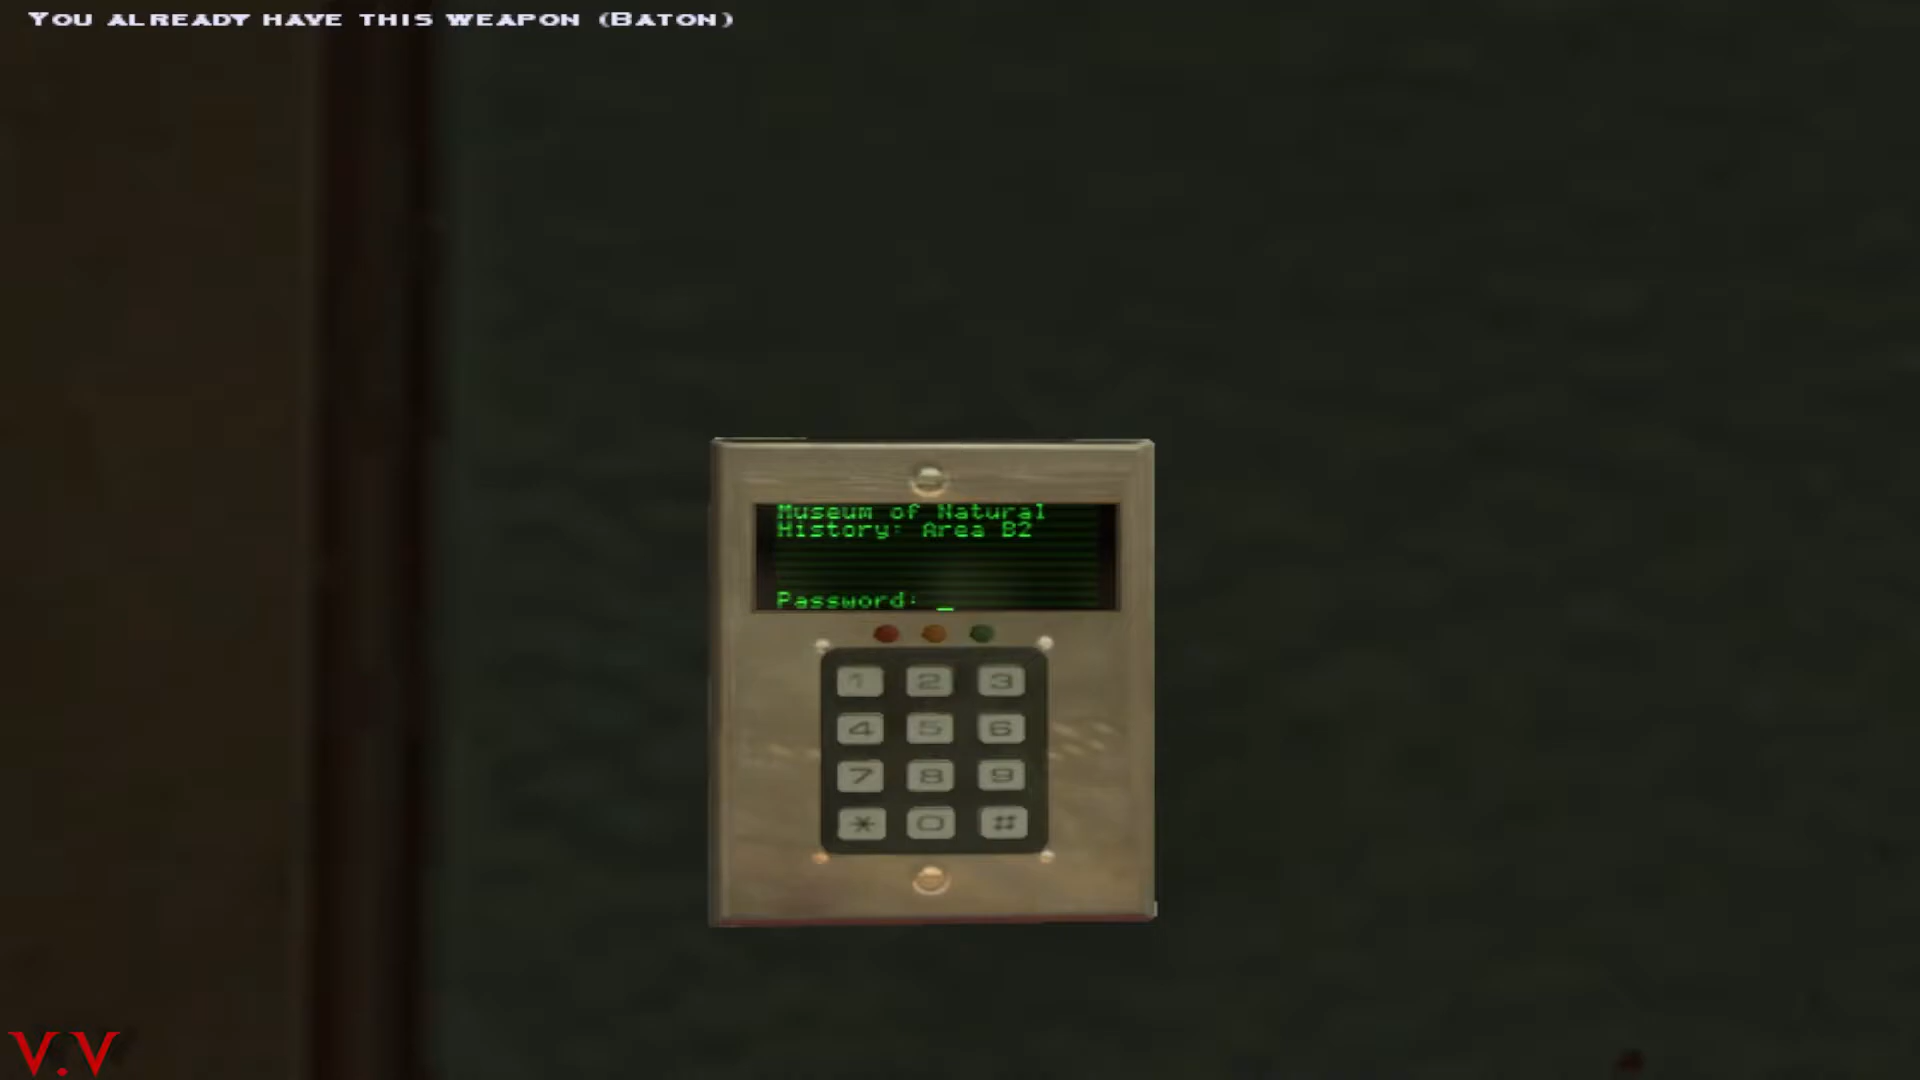 You already have this weapon (Baton)
Museum of Natural
History: Area B2
Password: _
1 2 3
4 5 6
7 8 9
* 0 #
V.V